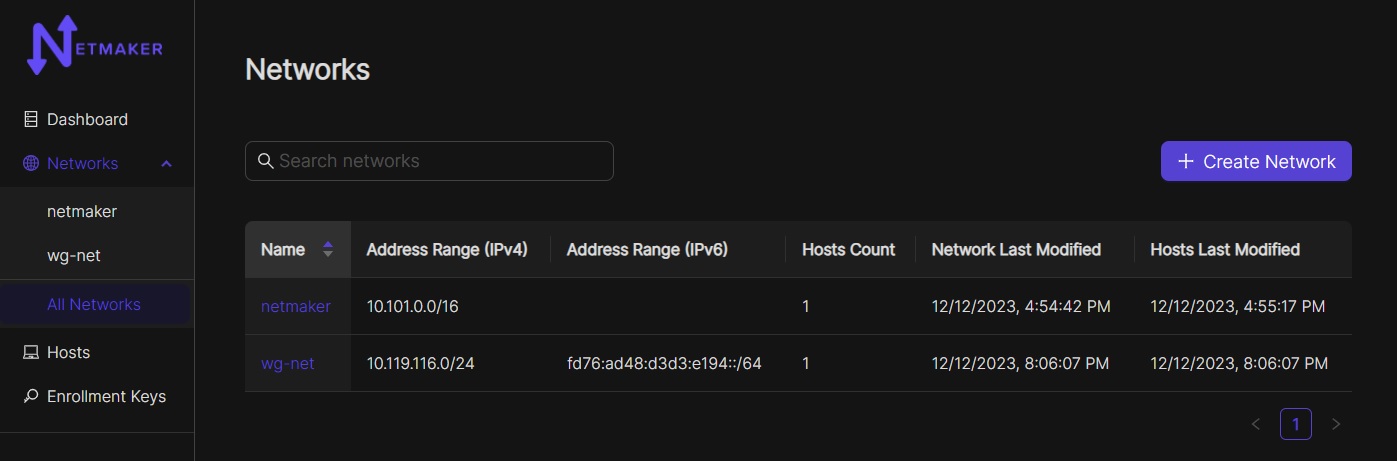 NETMAKER
Networks
Dashboard
Networks
netmaker
wg-net
All Networks
Hosts
Enrollment Keys
Search networks
+ Create Network
Name Address Range (IPv4) Address Range (IPv6) Hosts Count Network Last Modified Hosts Last Modified
netmaker 10.101.0.0/16 1 12/12/2023, 4:54:42 PM 12/12/2023, 4:55:17 PM
wg-net 10.119.116.0/24 fd76:ad48:d3d3:e194::/64 1 12/12/2023, 8:06:07 PM 12/12/2023, 8:06:07 PM
< 1 >